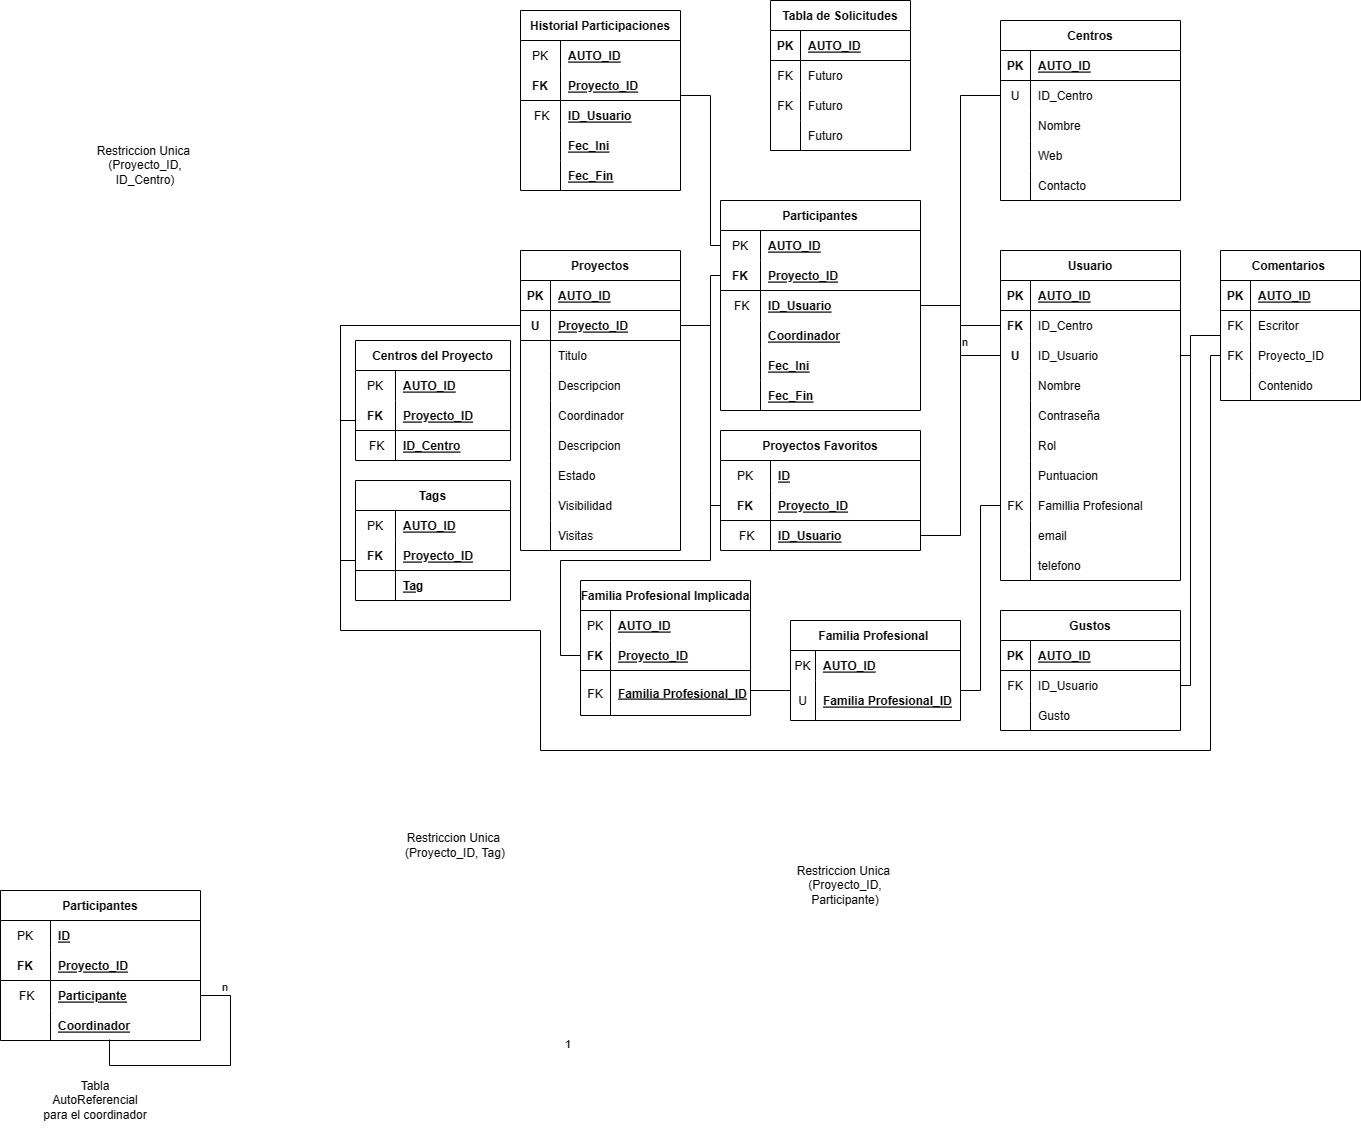 Historial Participaciones
PK AUTO_ID
FK Proyecto_ID
FK ID_Usuario
Fec_Ini
Fec_Fin
Tabla de Solicitudes
PK AUTO_ID
FK Futuro
FK Futuro
Futuro
Centros
PK AUTO_ID
U ID_Centro
Nombre
Web
Contacto
Restriccion Unica
(Proyecto_ID,
ID_Centro)
Participantes
PK AUTO_ID
FK Proyecto_ID
FK ID_Usuario
Coordinador
Fec_Ini
Fec_Fin
Proyectos
PK AUTO_ID
U Proyecto_ID
Titulo
Descripcion
Coordinador
Descripcion
Estado
Visibilidad
Visitas
Usuario
PK AUTO_ID
FK ID_Centro
n
U ID_Usuario
Nombre
Contraseña
Rol
Puntuacion
FK Famillia Profesional
email
telefono
Comentarios
PK AUTO_ID
FK Escritor
FK Proyecto_ID
Contenido
Centros del Proyecto
PK AUTO_ID
FK Proyecto_ID
FK ID_Centro
Proyectos Favoritos
PK ID
FK Proyecto_ID
FK ID_Usuario
Tags
PK AUTO_ID
FK Proyecto_ID
Tag
Familia Profesional Implicada
PK AUTO_ID
FK Proyecto_ID
FK Familia Profesional_ID
Familia Profesional
PK AUTO_ID
U Familia Profesional_ID
Gustos
PK AUTO_ID
FK ID_Usuario
Gusto
Restriccion Unica
(Proyecto_ID, Tag)
Restriccion Unica
(Proyecto_ID,
Participante)
Participantes
PK ID
FK Proyecto_ID
n
FK Participante
Coordinador
1
Tabla
AutoReferencial
para el coordinador